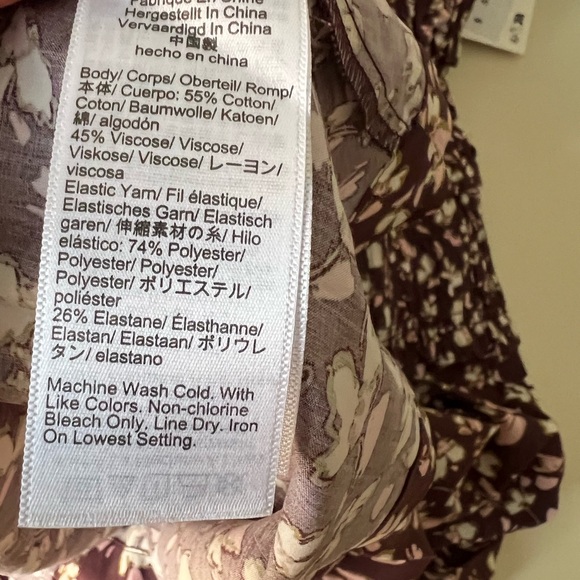 Fabriqué En Chine
Hergestellt In China
Vervaardigd In China
中国製
hecho en china
Body/ Corps/ Oberteil/ Romp/
本体/ Cuerpo: 55% Cotton/
Coton/ Baumwolle/ Katoen/
綿/ algodón
45% Viscose/ Viscose/
Viskose/ Viscose/ レーヨン/
viscosa
Elastic Yarn/ Fil élastique/
Elastisches Garn/ Elastisch
garen/ 伸縮素材の糸/ Hilo
elástico: 74% Polyester/
Polyester/ Polyester/
Polyester/ ポリエステル/
poliéster
26% Elastane/ Élasthanne/
Elastan/ Elastaan/ ポリウレ
タン/ elastano
Machine Wash Cold. With
Like Colors. Non-chlorine
Bleach Only. Line Dry. Iron
On Lowest Setting.